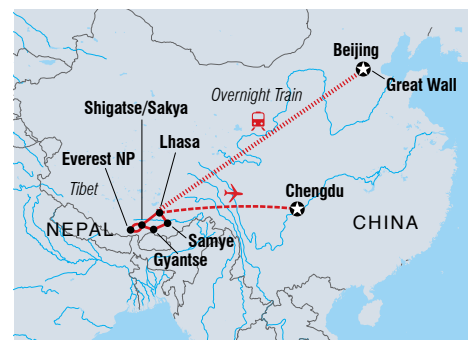 Beijing
Great Wall
Overnight Train
Shigatse/Sakya
Lhasa
Everest NP
Tibet
Chengdu
NEPAL
CHINA
Samye
Gyantse